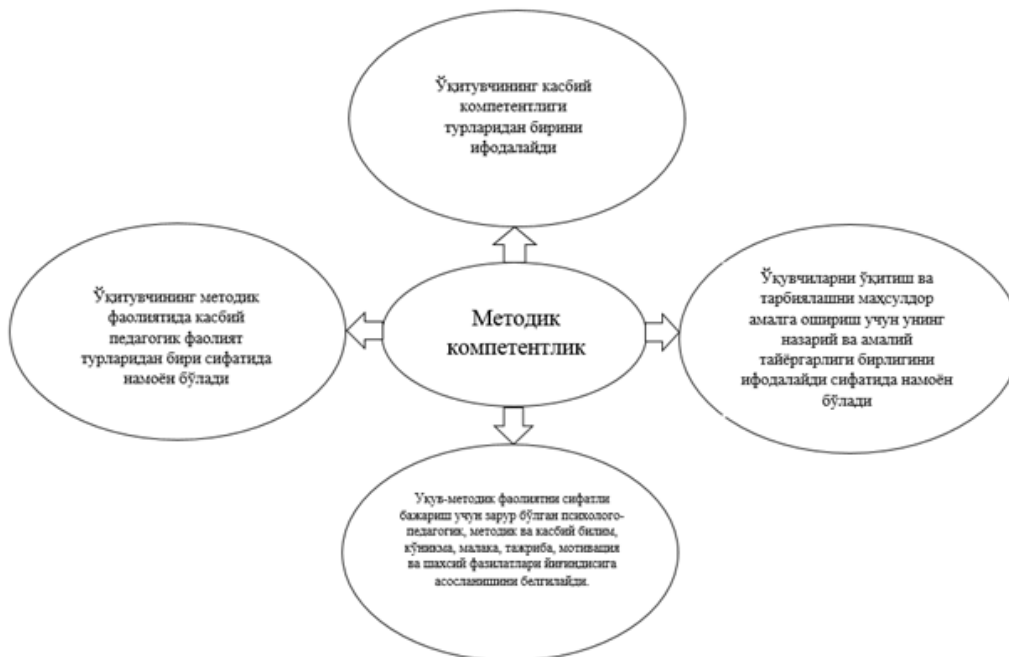 Ўқитувчининг касбий
компетентлиги
турларидан бирини
ифодалайди
Ўқитувчининг методик
фаолиятида касбий
педагогик фаолият
турларидан бири сифатида
намоён бўлади
Методик
компетентлик
Ўқувчиларни ўқитиш ва
тарбиялашни маҳсулдор
амалга ошириш учун унинг
назарий ва амалий
тайёргарлиги бирлигини
ифодалайди сифатида намоён
бўлади
Укув-методик фаолиятни сифатли
бажариш учун зарур бўлган психолого-
педагогик, методик ва касбий билим,
кўникма, малака, тажриба, мотивация
ва шахсий фазилатлари йиғиндисига
асосланишини белгилайди.